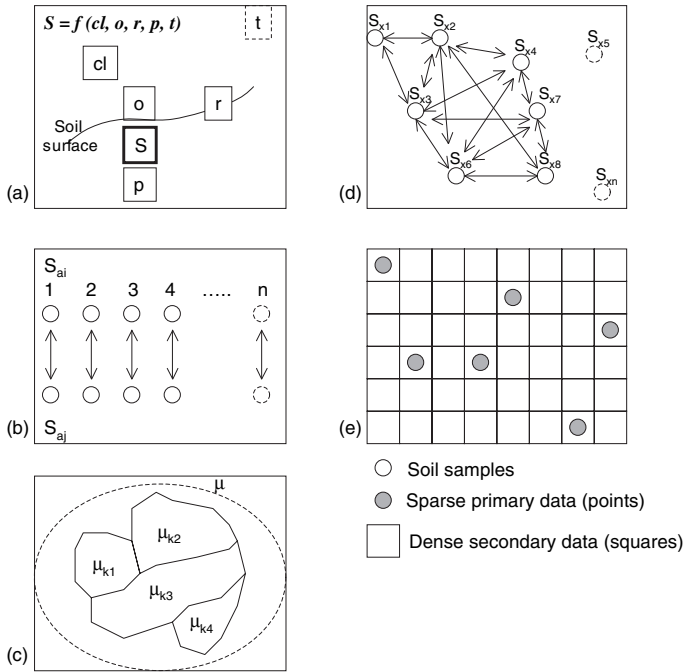 S = f (cl, o, r, p, t)
t
cl
o
r
Soil
surface
S
p
(a)
S_ai
1 2 3 4 ..... n
S_aj
(b)
μ
μ_k1
μ_k2
μ_k3
μ_k4
(c)
S_x1
S_x2
S_x4
S_x5
S_x3
S_x7
S_x6
S_x8
S_xn
(d)
(e)
Soil samples
Sparse primary data (points)
Dense secondary data (squares)